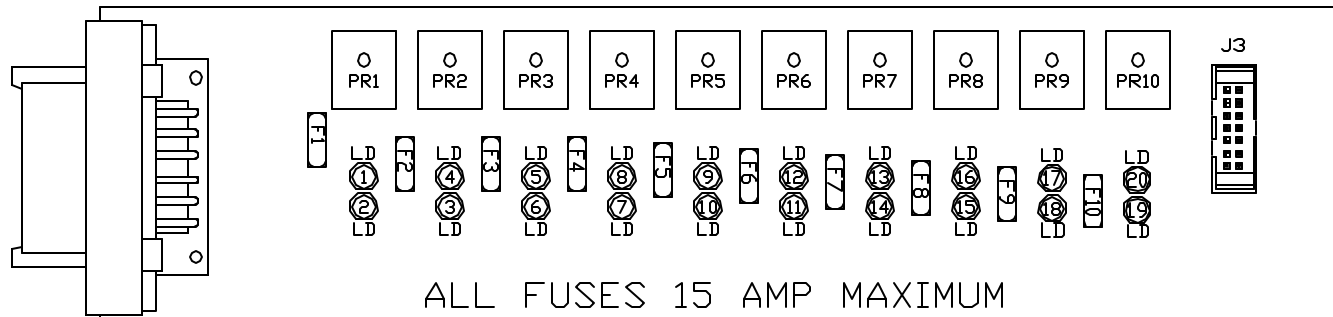 J3
PR1 PR2 PR3 PR4 PR5 PR6 PR7 PR8 PR9 PR10
F1 F2 F3 F4 F5 F6 F7 F8 F9 F10
LD LD LD LD LD LD LD LD LD LD
1 4 5 8 9 12 13 16 17 20
2 3 6 7 10 11 14 15 18 19
LD LD LD LD LD LD LD LD LD LD
ALL FUSES 15 AMP MAXIMUM